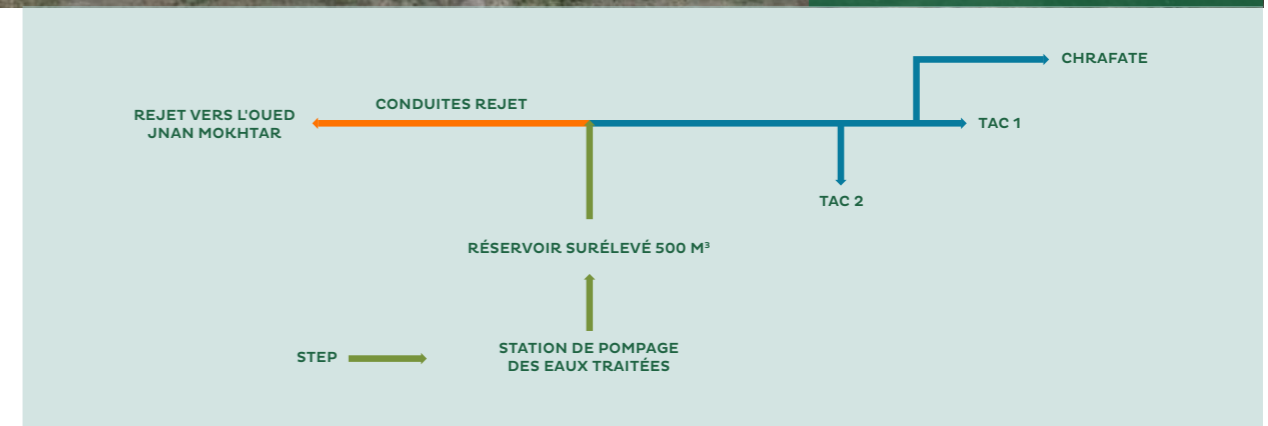 CHRAFATE
CONDUITES REJET
REJET VERS L'OUED
JNAN MOKHTAR
TAC 1
TAC 2
RÉSERVOIR SURÉLEVÉ 500 M³
STATION DE POMPAGE
DES EAUX TRAITÉES
STEP